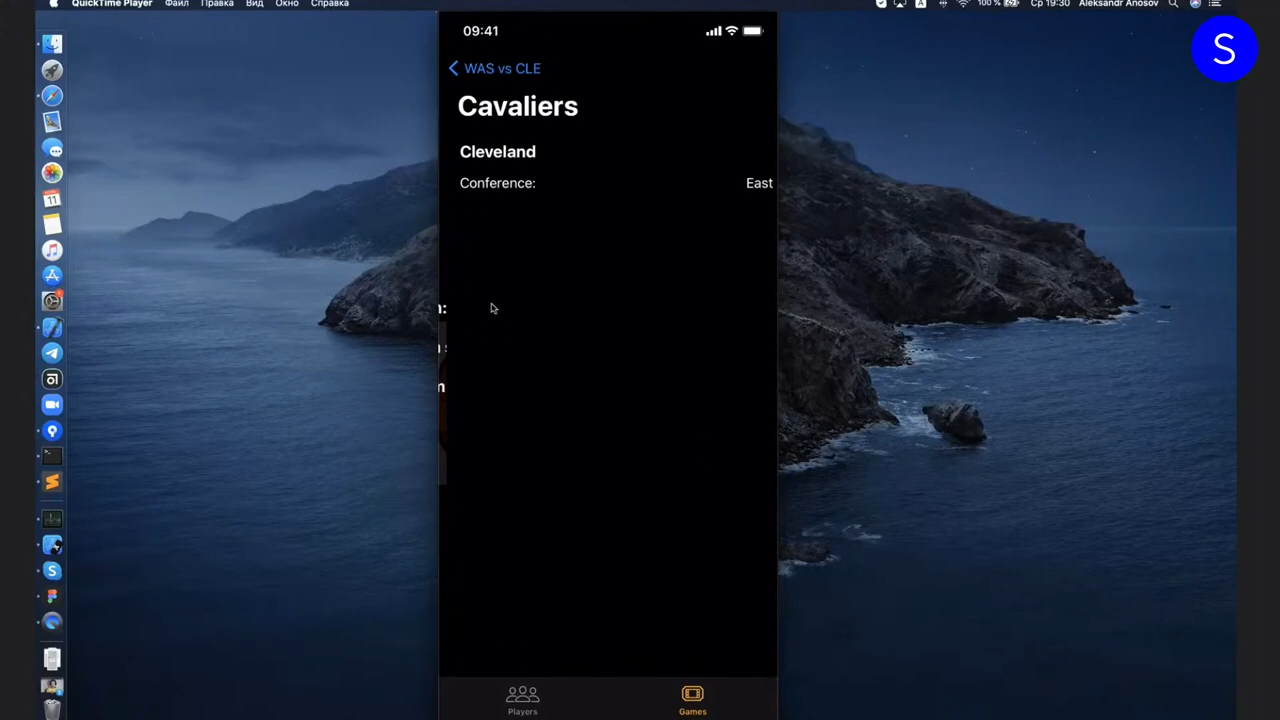 QuickTime Player Файл Правка Вид Окно Справка
A 100 % Ср 19:30 Aleksandr Anosov
S
09:41
WAS vs CLE
Cavaliers
Cleveland
Conference: East
11
Players
Games